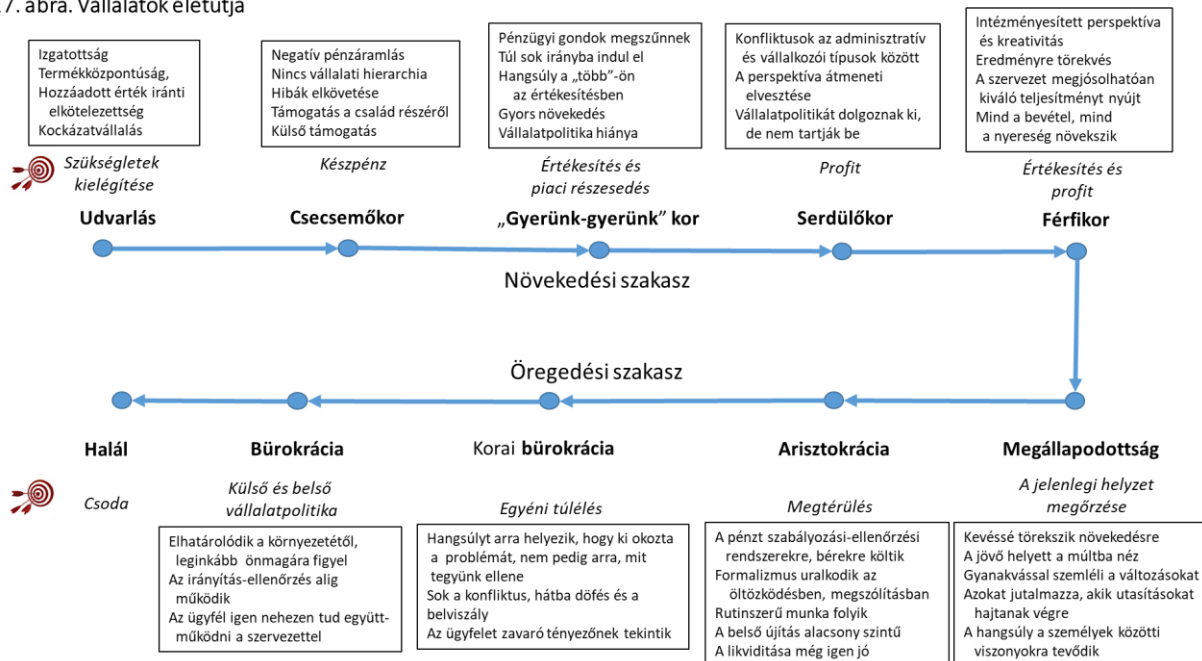 7. ábra. Vállalatok életútja
Izgatottság
Termékközpontúság,
Hozzáadott érték iránti
elkötelezettség
Kockázatvállalás
Negatív pénzáramlás
Nincs vállalati hierarchia
Hibák elkövetése
Támogatás a család részéről
Külső támogatás
Pénzügyi gondok megszűnnek
Túl sok irányba indul el
Hangsúly a „több”-ön
az értékesítésben
Gyors növekedés
Vállalatpolitika hiánya
Konfliktusok az adminisztratív
és vállalkozói típusok között
A perspektíva átmeneti
elvesztése
Vállalatpolitikát dolgoznak ki,
de nem tartják be
Intézményesített perspektíva
és kreativitás
Eredményre törekvés
A szervezet megjósolhatóan
kiváló teljesítményt nyújt
Mind a bevétel, mind
a nyereség növekszik
Szükségletek
kielégítése
Készpénz
Értékesítés és
piaci részesedés
Profit
Értékesítés és
profit
Udvarlás
Csecsemőkor
„Gyerünk-gyerünk” kor
Serdülőkor
Férfikor
Növekedési szakasz
Öregedési szakasz
Halál
Bürokrácia
Korai bürokrácia
Arisztokrácia
Megállapodottság
Csoda
Külső és belső
vállalatpolitika
Egyéni túlélés
Megtérülés
A jelenlegi helyzet
megőrzése
Elhatárolódik a környezetétől,
leginkább önmagára figyel
Az irányítás-ellenőrzés alig
működik
Az ügyfél igen nehezen tud együtt-
működni a szervezettel
Hangsúlyt arra helyezik, hogy ki okozta
a problémát, nem pedig arra, mit
tegyünk ellene
Sok a konfliktus, hátba döfés és a
belviszály
Az ügyfelet zavaró tényezőnek tekintik
A pénzt szabályozási-ellenőrzési
rendszerekre, bérekre költik
Formalizmus uralkodik az
öltözködésben, megszólításban
Rutinszerű munka folyik
A belső újítás alacsony szintű
A likviditása még igen jó
Kevéssé törekszik növekedésre
A jövő helyett a múltba néz
Gyanakvással szemléli a változásokat
Azokat jutalmazza, akik utasításokat
hajtanak végre
A hangsúly a személyek közötti
viszonyokra tevődik